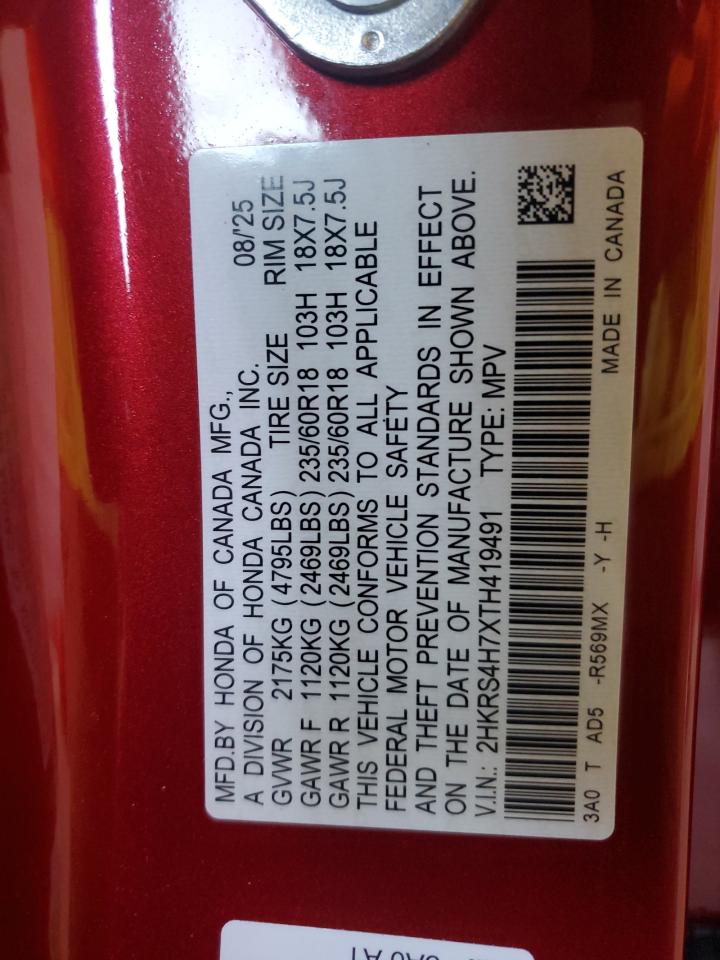 MFD.BY HONDA OF CANADA MFG.,
A DIVISION OF HONDA CANADA INC. 08/'25
GVWR 2175KG (4795LBS) TIRE SIZE RIM SIZE
GAWR F 1120KG (2469LBS) 235/60R18 103H 18X7.5J
GAWR R 1120KG (2469LBS) 235/60R18 103H 18X7.5J
THIS VEHICLE CONFORMS TO ALL APPLICABLE
FEDERAL MOTOR VEHICLE SAFETY
AND THEFT PREVENTION STANDARDS IN EFFECT
ON THE DATE OF MANUFACTURE SHOWN ABOVE.
V.I.N.: 2HKRS4H7XTH419491 TYPE: MPV
3A0 T AD5 -R569MX -Y -H MADE IN CANADA